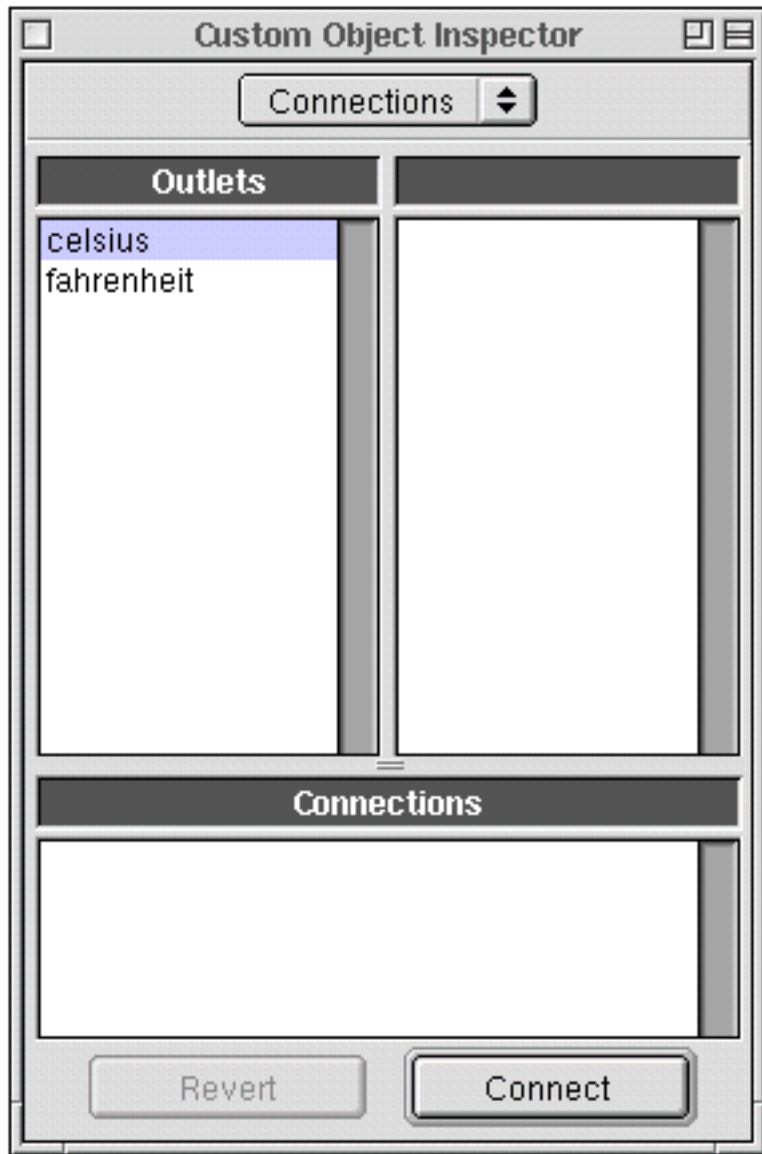 Custom Object Inspector
Connections
Outlets
celsius
fahrenheit
Connections
Revert Connect